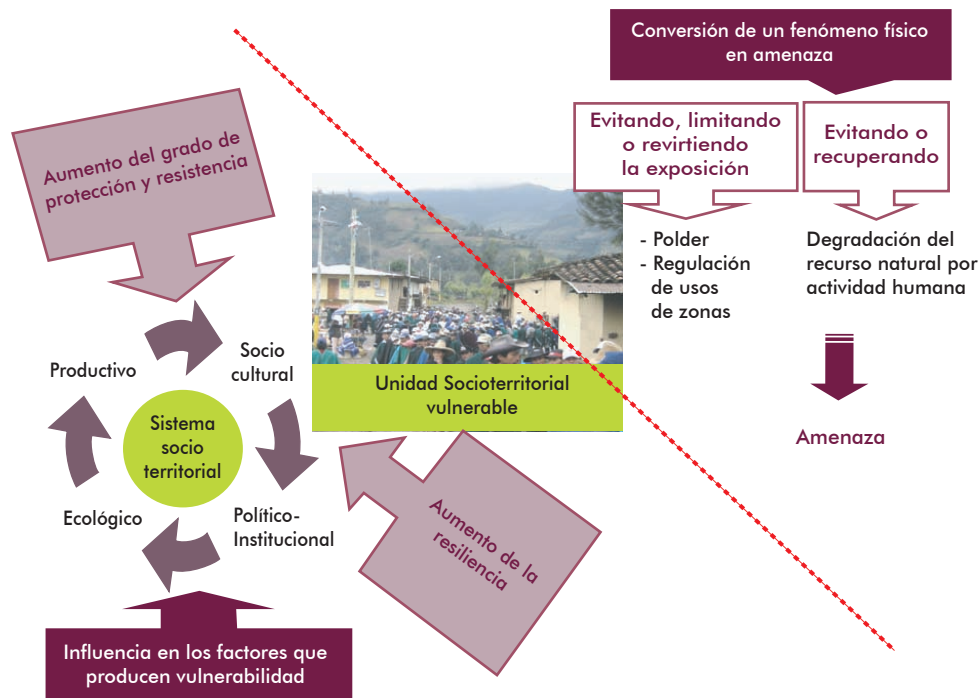 Conversión de un fenómeno físico
en amenaza
Evitando, limitando
o revirtiendo
la exposición
Evitando o
recuperando
- Polder
- Regulación
de usos
de zonas
Degradación del
recurso natural por
actividad humana
Amenaza
Aumento del grado de
protección y resistencia
Productivo
Socio
cultural
Sistema
socio
territorial
Ecológico
Político-
Institucional
Unidad Socioterritorial
vulnerable
Aumento de la
resiliencia
Influencia en los factores que
producen vulnerabilidad